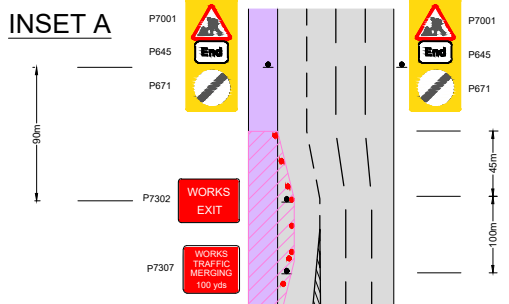 INSET A
P7001
End
P645
P671
P7001
End
P645
P671
90m
45m
100m
P7302
WORKS
EXIT
P7307
WORKS
TRAFFIC
MERGING
100 yds